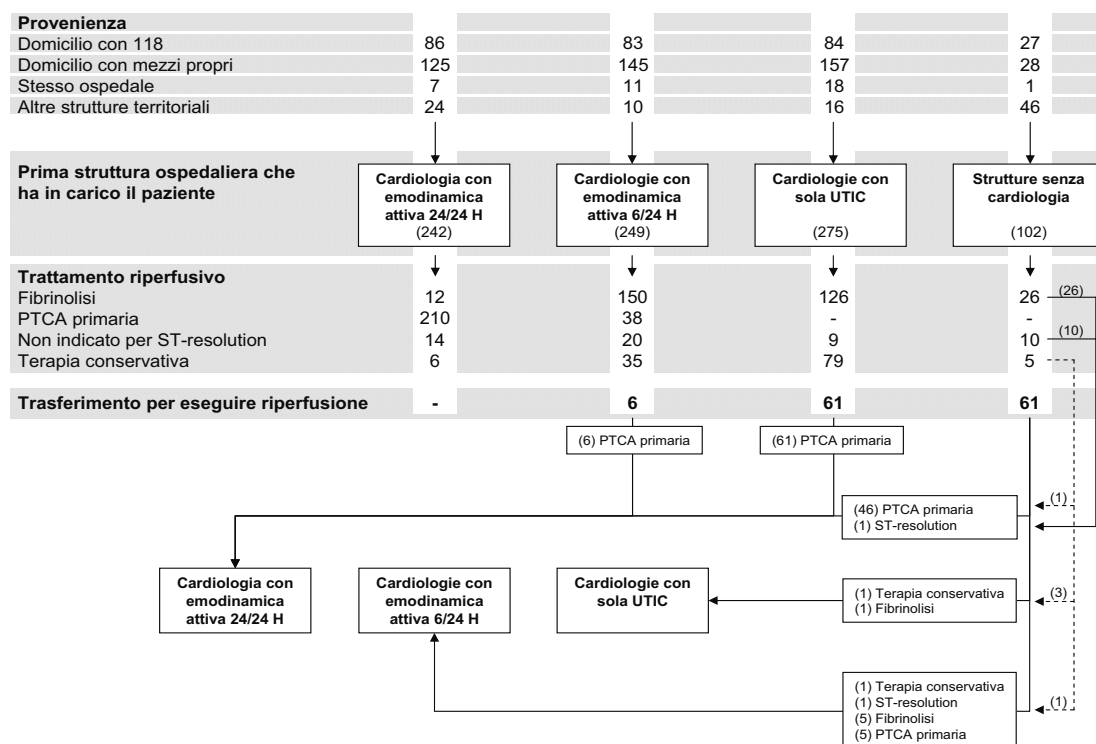 Provenienza
Domicilio con 118 86 83 84 27
Domicilio con mezzi propri 125 145 157 28
Stesso ospedale 7 11 18 1
Altre strutture territoriali 24 10 16 46
Prima struttura ospedaliera che
ha in carico il paziente
Cardiologia con
emodinamica
attiva 24/24 H
(242)
Cardiologie con
emodinamica
attiva 6/24 H
(249)
Cardiologie con
sola UTIC
(275)
Strutture senza
cardiologia
(102)
Trattamento riperfusivo
Fibrinolisi 12 150 126 26 (26)
PTCA primaria 210 38 - -
Non indicato per ST-resolution 14 20 9 10 (10)
Terapia conservativa 6 35 79 5
Trasferimento per eseguire riperfusione - 6 61 61
(6) PTCA primaria
(61) PTCA primaria
(46) PTCA primaria
(1) ST-resolution
(1)
Cardiologia con
emodinamica
attiva 24/24 H
Cardiologie con
emodinamica
attiva 6/24 H
Cardiologie con
sola UTIC
(1) Terapia conservativa
(1) Fibrinolisi
(3)
(1) Terapia conservativa
(1) ST-resolution
(5) Fibrinolisi
(5) PTCA primaria
(1)